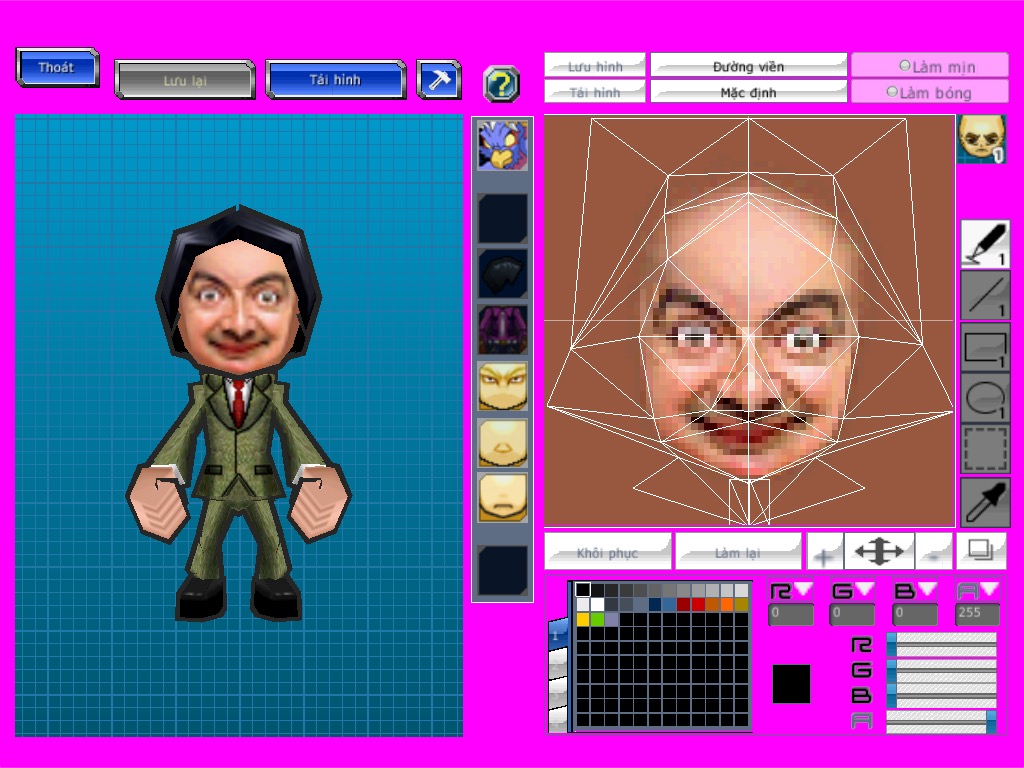 Thoát
Lưu lại
Tải hình
?
Lưu hình
Đường viền
Làm mịn
Tải hình
Mặc định
Làm bóng
1
1
1
1
1
Khôi phục
Làm lại
+
-
R G B A
0 0 0 255
1
R
G
B
A